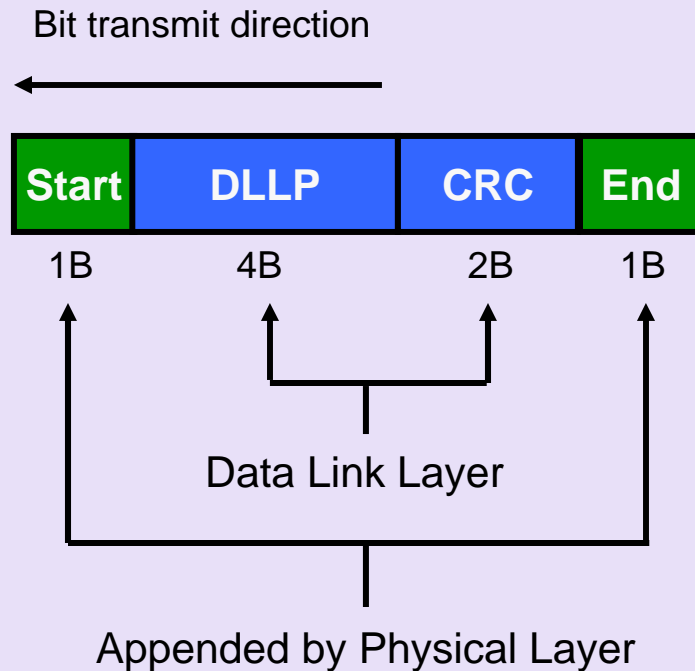 Bit transmit direction
Start DLLP CRC End
1B 4B 2B 1B
Data Link Layer
Appended by Physical Layer